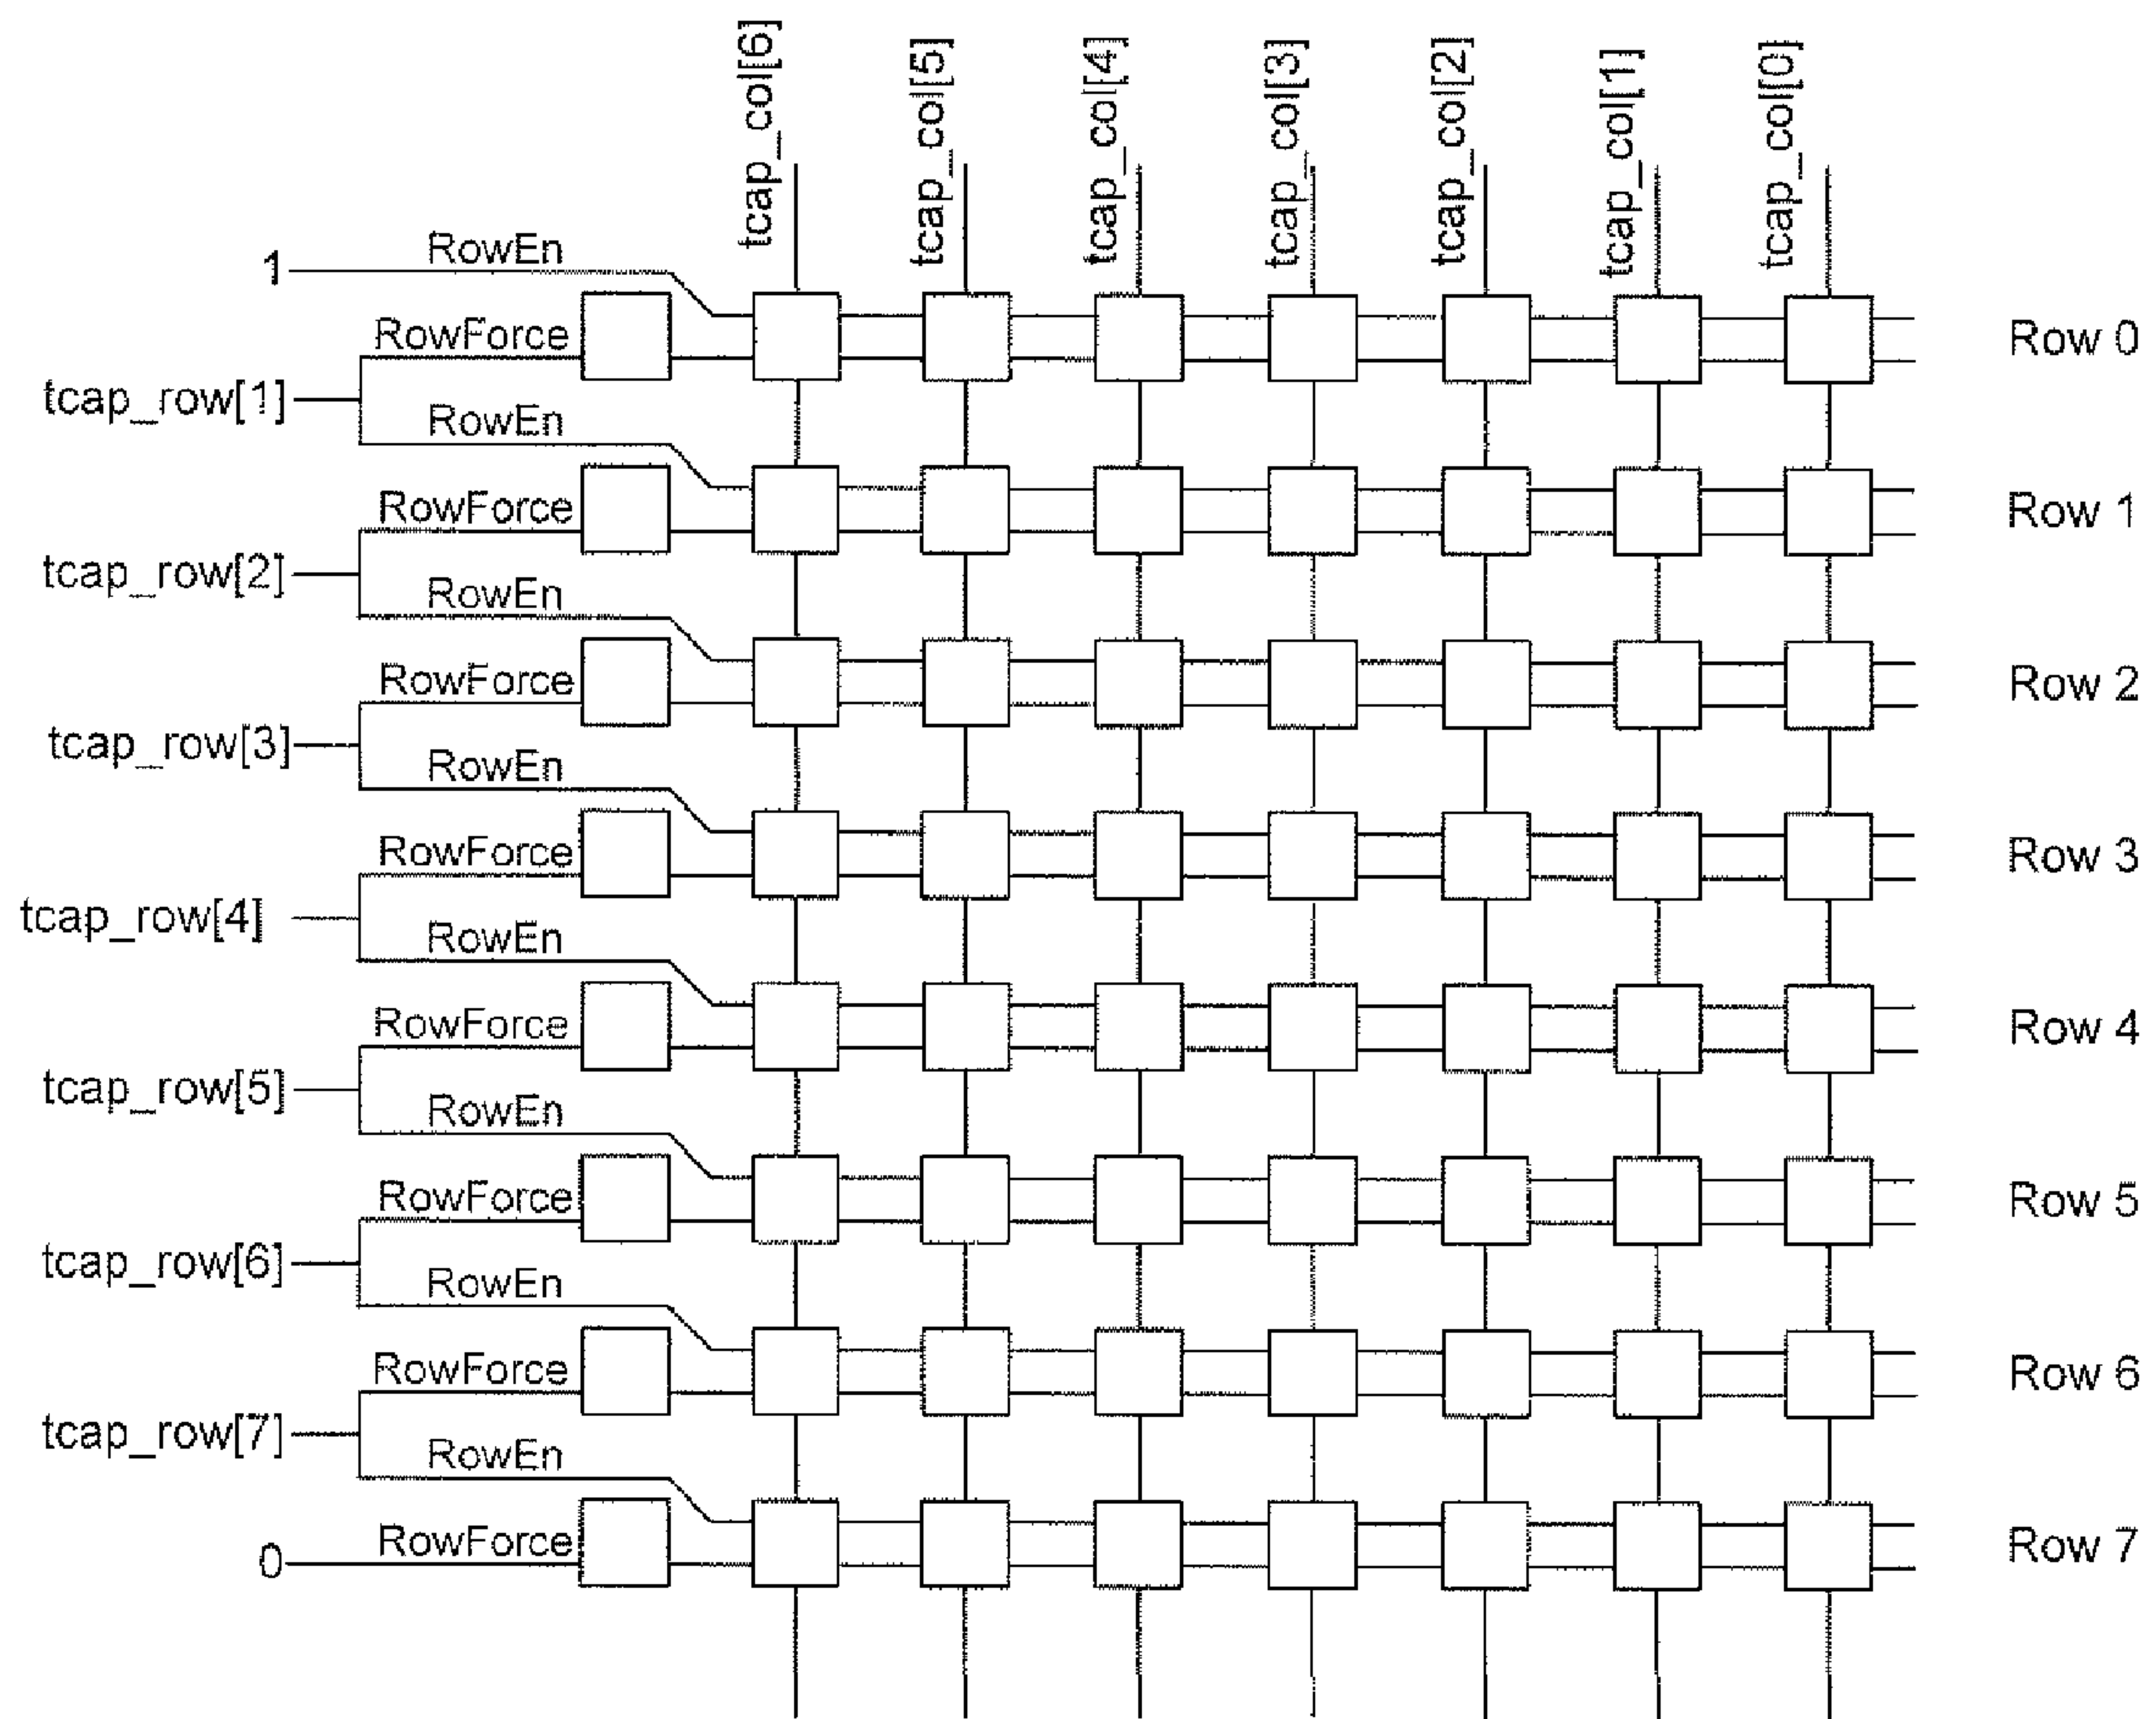 tcap_col[6]
tcap_col[5]
tcap_col[4]
tcap_col[3]
tcap_col[2]
tcap_col[1]
tcap_col[0]
1
RowEn
RowForce
Row 0
tcap_row[1]
RowEn
RowForce
Row 1
tcap_row[2]
RowEn
RowForce
Row 2
tcap_row[3]
RowEn
RowForce
Row 3
tcap_row[4]
RowEn
RowForce
Row 4
tcap_row[5]
RowEn
RowForce
Row 5
tcap_row[6]
RowEn
RowForce
Row 6
tcap_row[7]
RowEn
RowForce
Row 7
0